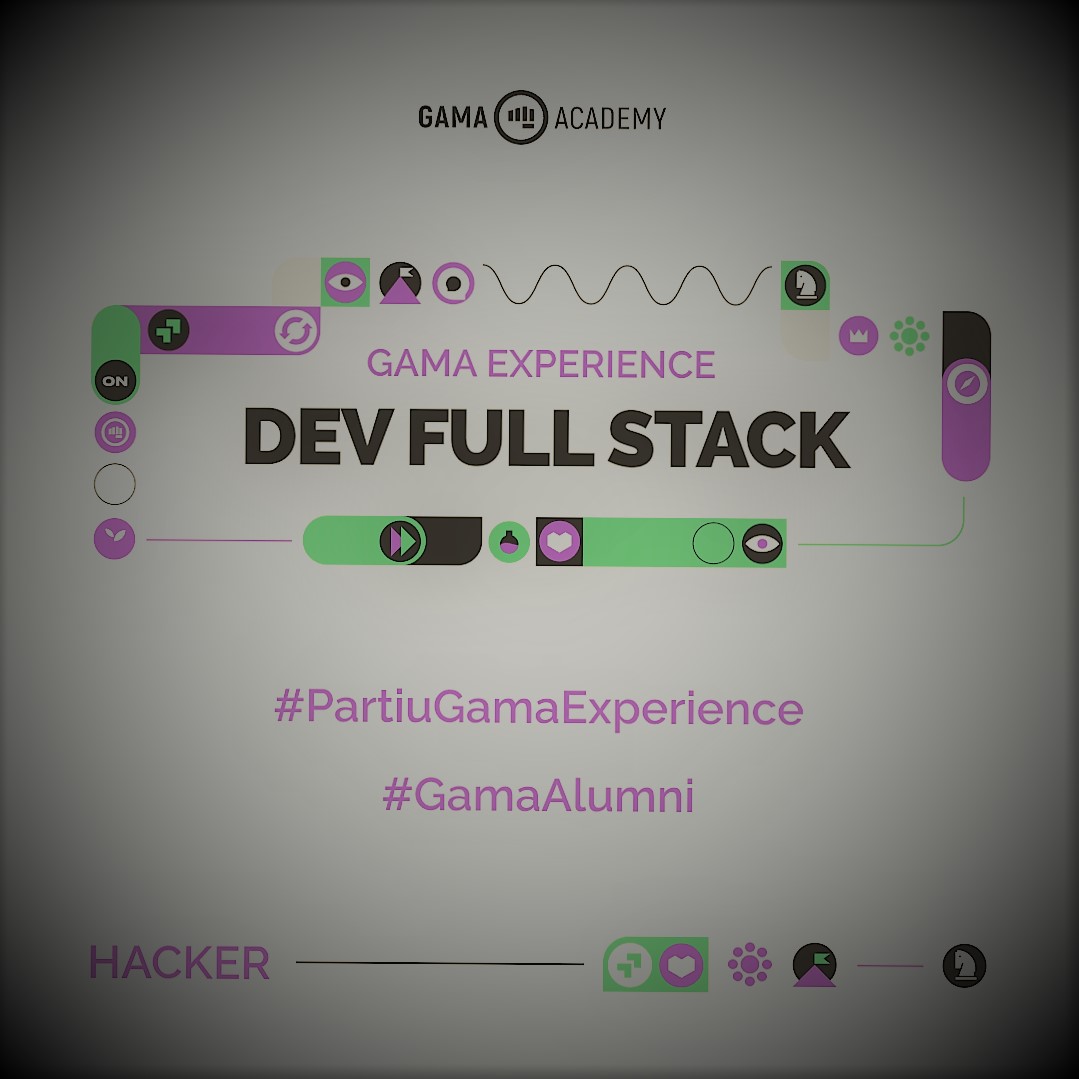 GAMA ACADEMY
ON
GAMA EXPERIENCE
DEV FULL STACK
#PartiuGamaExperience
#GamaAlumni
HACKER